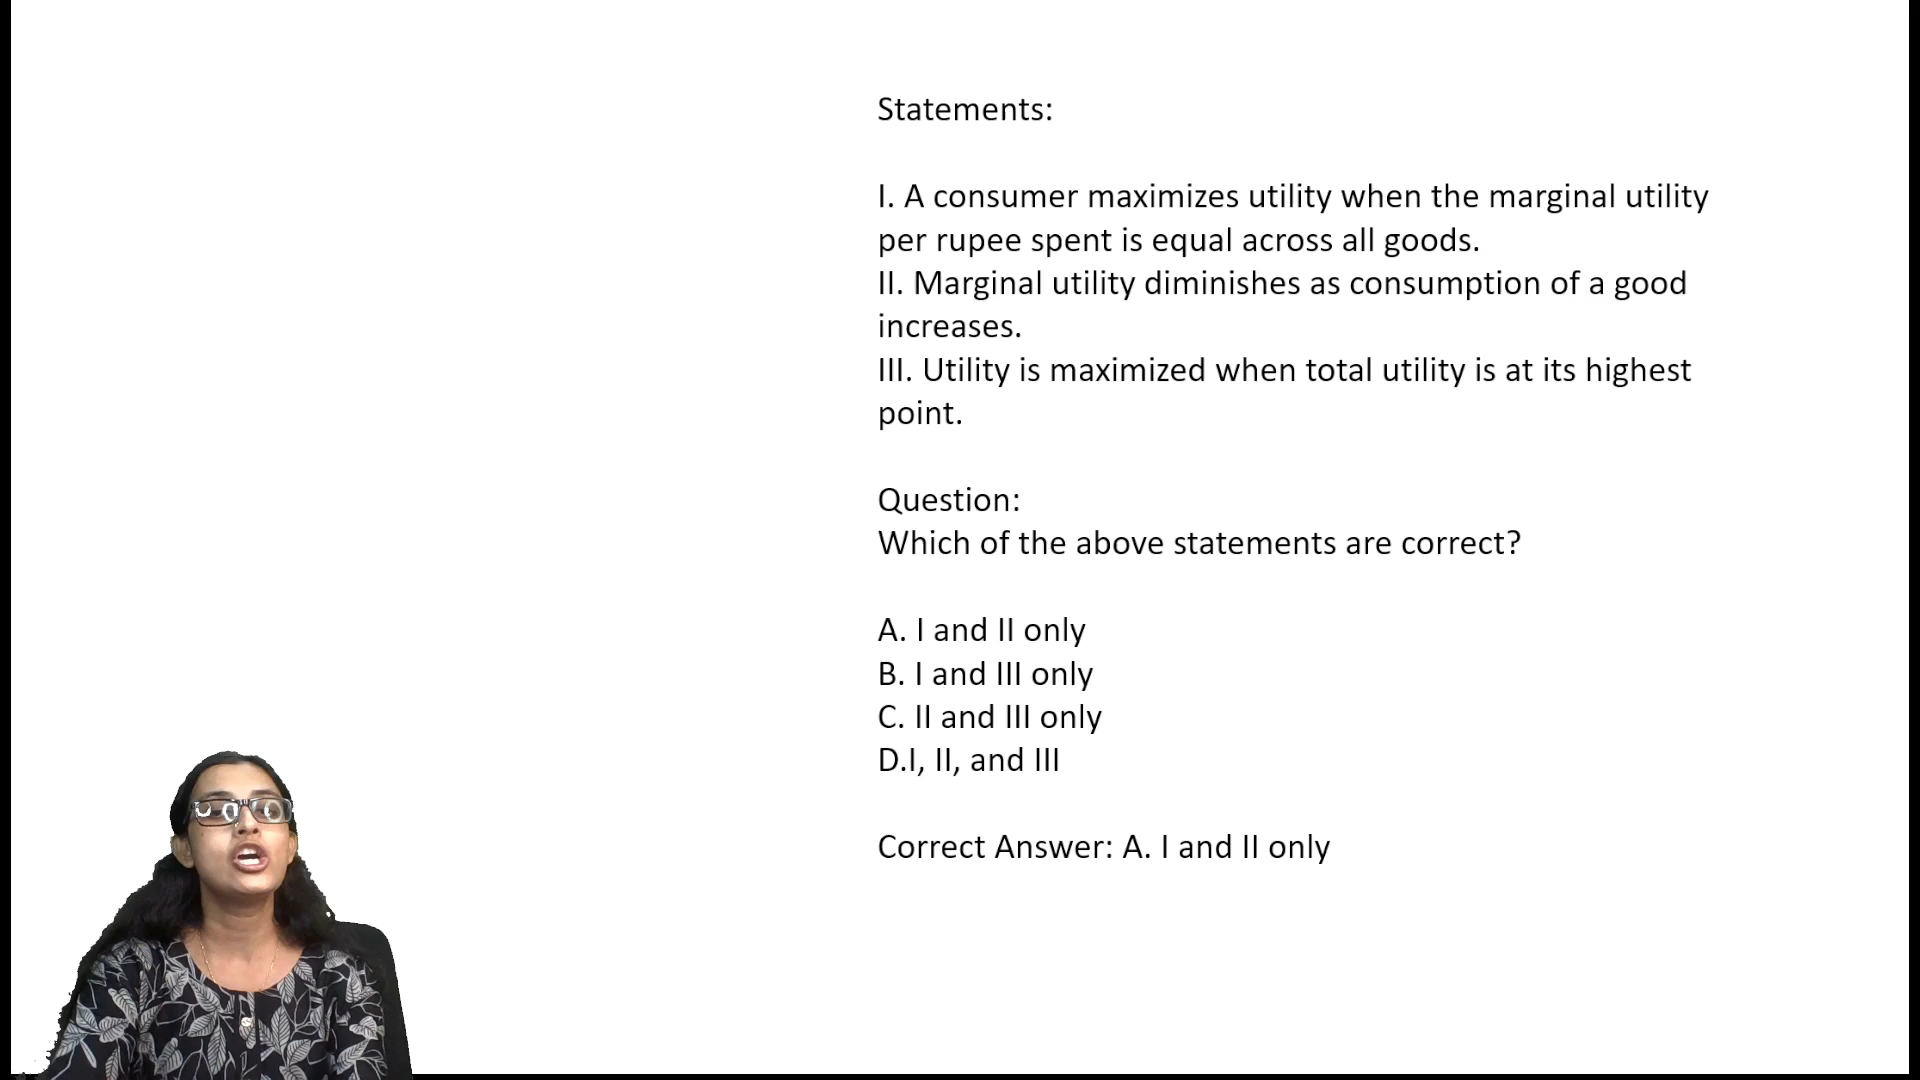 Statements:
I. A consumer maximizes utility when the marginal utility
per rupee spent is equal across all goods.
II. Marginal utility diminishes as consumption of a good
increases.
III. Utility is maximized when total utility is at its highest
point.
Question:
Which of the above statements are correct?
A. I and II only
B. I and III only
C. II and III only
D.I, II, and III
Correct Answer: A. I and II only